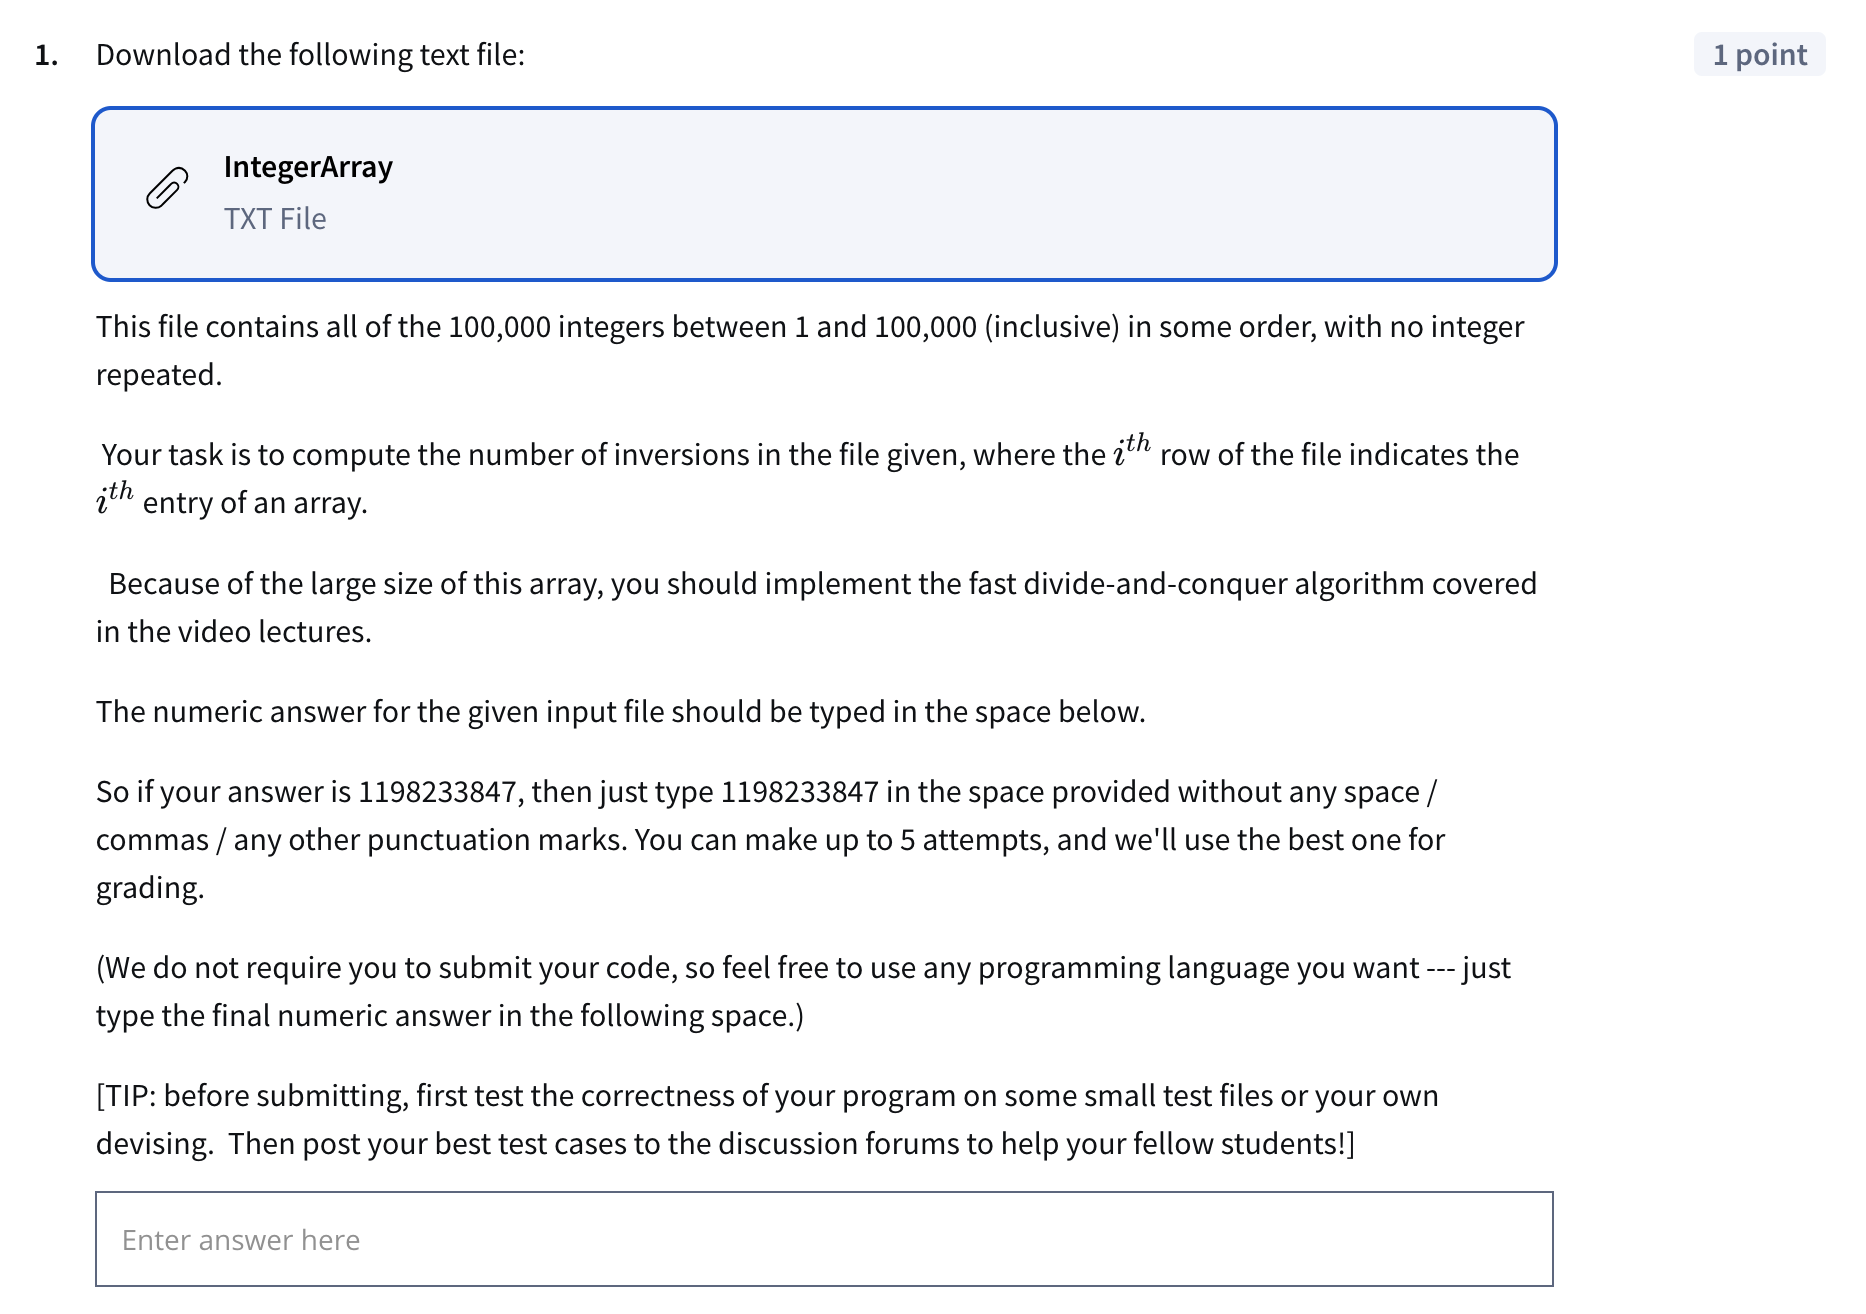 1. Download the following text file:
1 point
IntegerArray
TXT File
This file contains all of the 100,000 integers between 1 and 100,000 (inclusive) in some order, with no integer
repeated.
Your task is to compute the number of inversions in the file given, where the i^{th} row of the file indicates the
i^{th} entry of an array.
Because of the large size of this array, you should implement the fast divide-and-conquer algorithm covered
in the video lectures.
The numeric answer for the given input file should be typed in the space below.
So if your answer is 1198233847, then just type 1198233847 in the space provided without any space /
commas / any other punctuation marks. You can make up to 5 attempts, and we'll use the best one for
grading.
(We do not require you to submit your code, so feel free to use any programming language you want --- just
type the final numeric answer in the following space.)
[TIP: before submitting, first test the correctness of your program on some small test files or your own
devising.  Then post your best test cases to the discussion forums to help your fellow students!]
Enter answer here